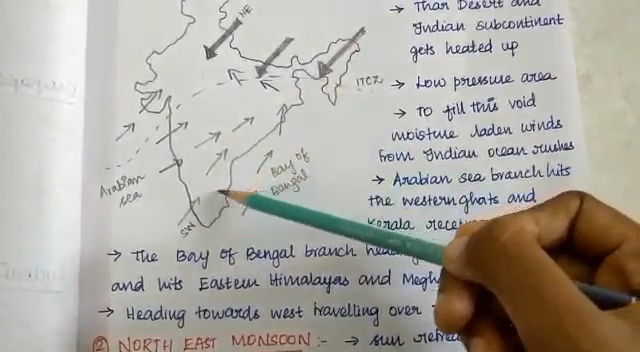 NE
→ Thar Desert and
Indian subcontinent
gets heated up
ITCZ
→ Low pressure area
→ To fill this void
moisture laden winds
from Indian ocean rushes
→ Arabian sea branch hits
the western ghats and
Kerala
Arabian
sea
Bay of
Bengal
SW
→ The Bay of Bengal branch
and hits Eastern Himalayas and Megh
→ Heading towards west travelling over
② NORTH EAST MONSOON :- → sun